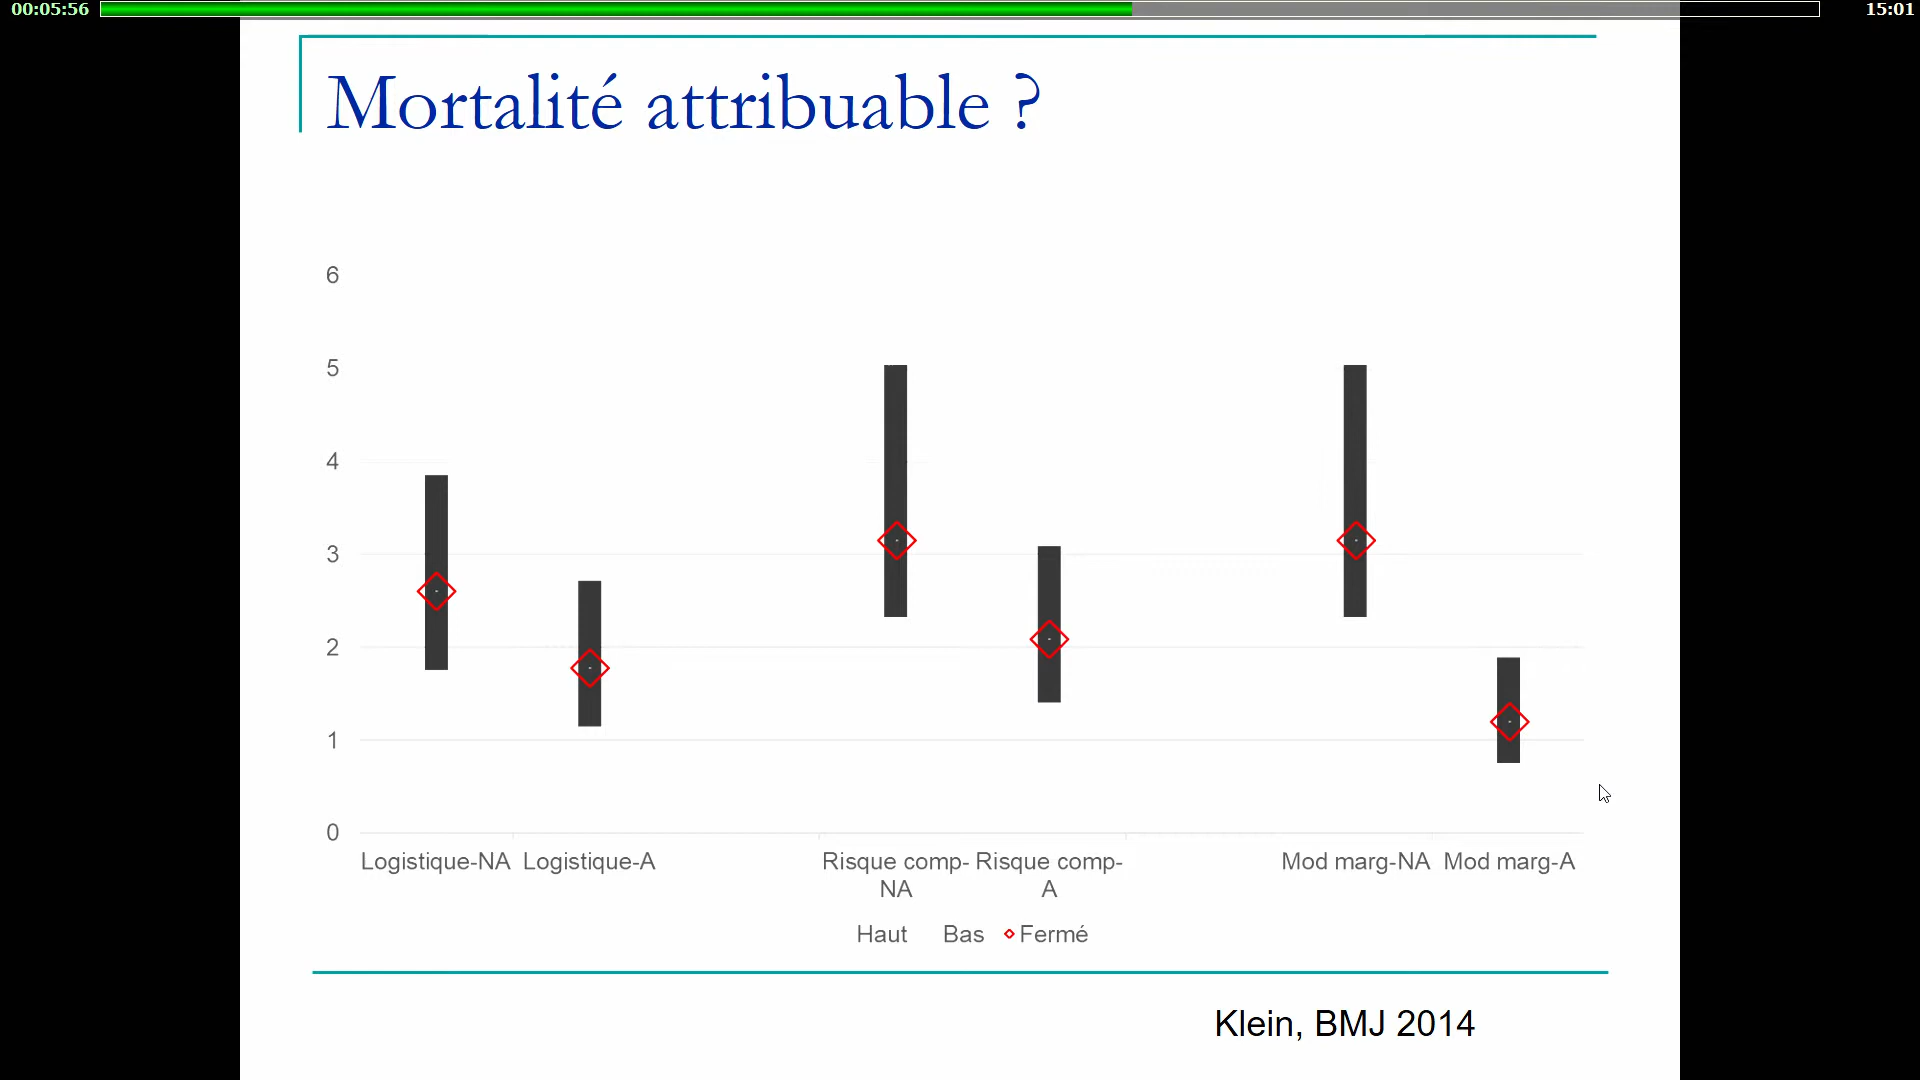 00:05:56 15:01
Mortalité attribuable ?
6
5
4
3
2
1
0
Logistique-NA Logistique-A Risque comp- Risque comp- Mod marg-NA Mod marg-A
NA A
Haut Bas Fermé
Klein, BMJ 2014